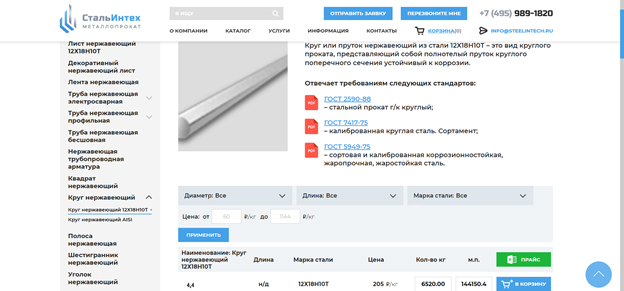 СтальИнтех
МЕТАЛЛОПРОКАТ
Я ИЩУ
ОТПРАВИТЬ ЗАЯВКУ
ПЕРЕЗВОНИТЕ МНЕ
+7 (495) 989-1820
О КОМПАНИИ
КАТАЛОГ
УСЛУГИ
ИНФОРМАЦИЯ
КОНТАКТЫ
КОРЗИНА(0)
INFO@STEELINTECH.RU
Лист нержавеющий
12Х18Н10Т
Декоративный
нержавеющий лист
Лента нержавеющая
Труба нержавеющая
электросварная
Труба нержавеющая
профильная
Труба нержавеющая
бесшовная
Нержавеющая
трубопроводная
арматура
Квадрат
нержавеющий
Круг нержавеющий
Круг нержавеющий 12Х18Н10Т
Круг нержавеющий AISI
Полоса
нержавеющая
Шестигранник
нержавеющий
Уголок
нержавеющий
Круг или пруток нержавеющий из стали 12Х18Н10Т – это вид круглого
проката, представляющий собой полнотелый пруток круглого
поперечного сечения устойчивый к коррозии.
Отвечает требованиям следующих стандартов:
PDF
ГОСТ 2590-88
– стальной прокат г/к круглый;
PDF
ГОСТ 7417-75
– калиброванная круглая сталь. Сортамент;
PDF
ГОСТ 5949-75
– сортовая и калиброванная коррозионностойкая,
жаропрочная, жаростойкая сталь.
Диаметр: Все
Длина: Все
Марка стали: Все
Цена: от 60 ₽/кг до 1144 ₽/кг
ПРИМЕНИТЬ
Наименование: Круг
нержавеющий
12Х18Н10Т
Длина
Марка стали
Цена
Кол-во кг
м.п.
ПРАЙС
4,4
н/д
12Х18Н10Т
205 ₽/кг
6520.00
144150.4
В КОРЗИНУ